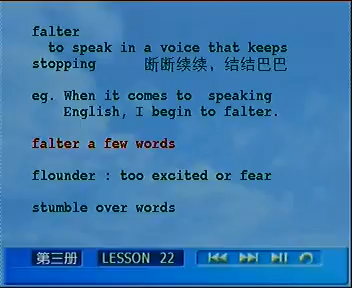 falter
to speak in a voice that keeps
stopping 断断续续, 结结巴巴
eg. When it comes to speaking
English, I begin to falter.
falter a few words
flounder : too excited or fear
stumble over words
第三册 LESSON 22